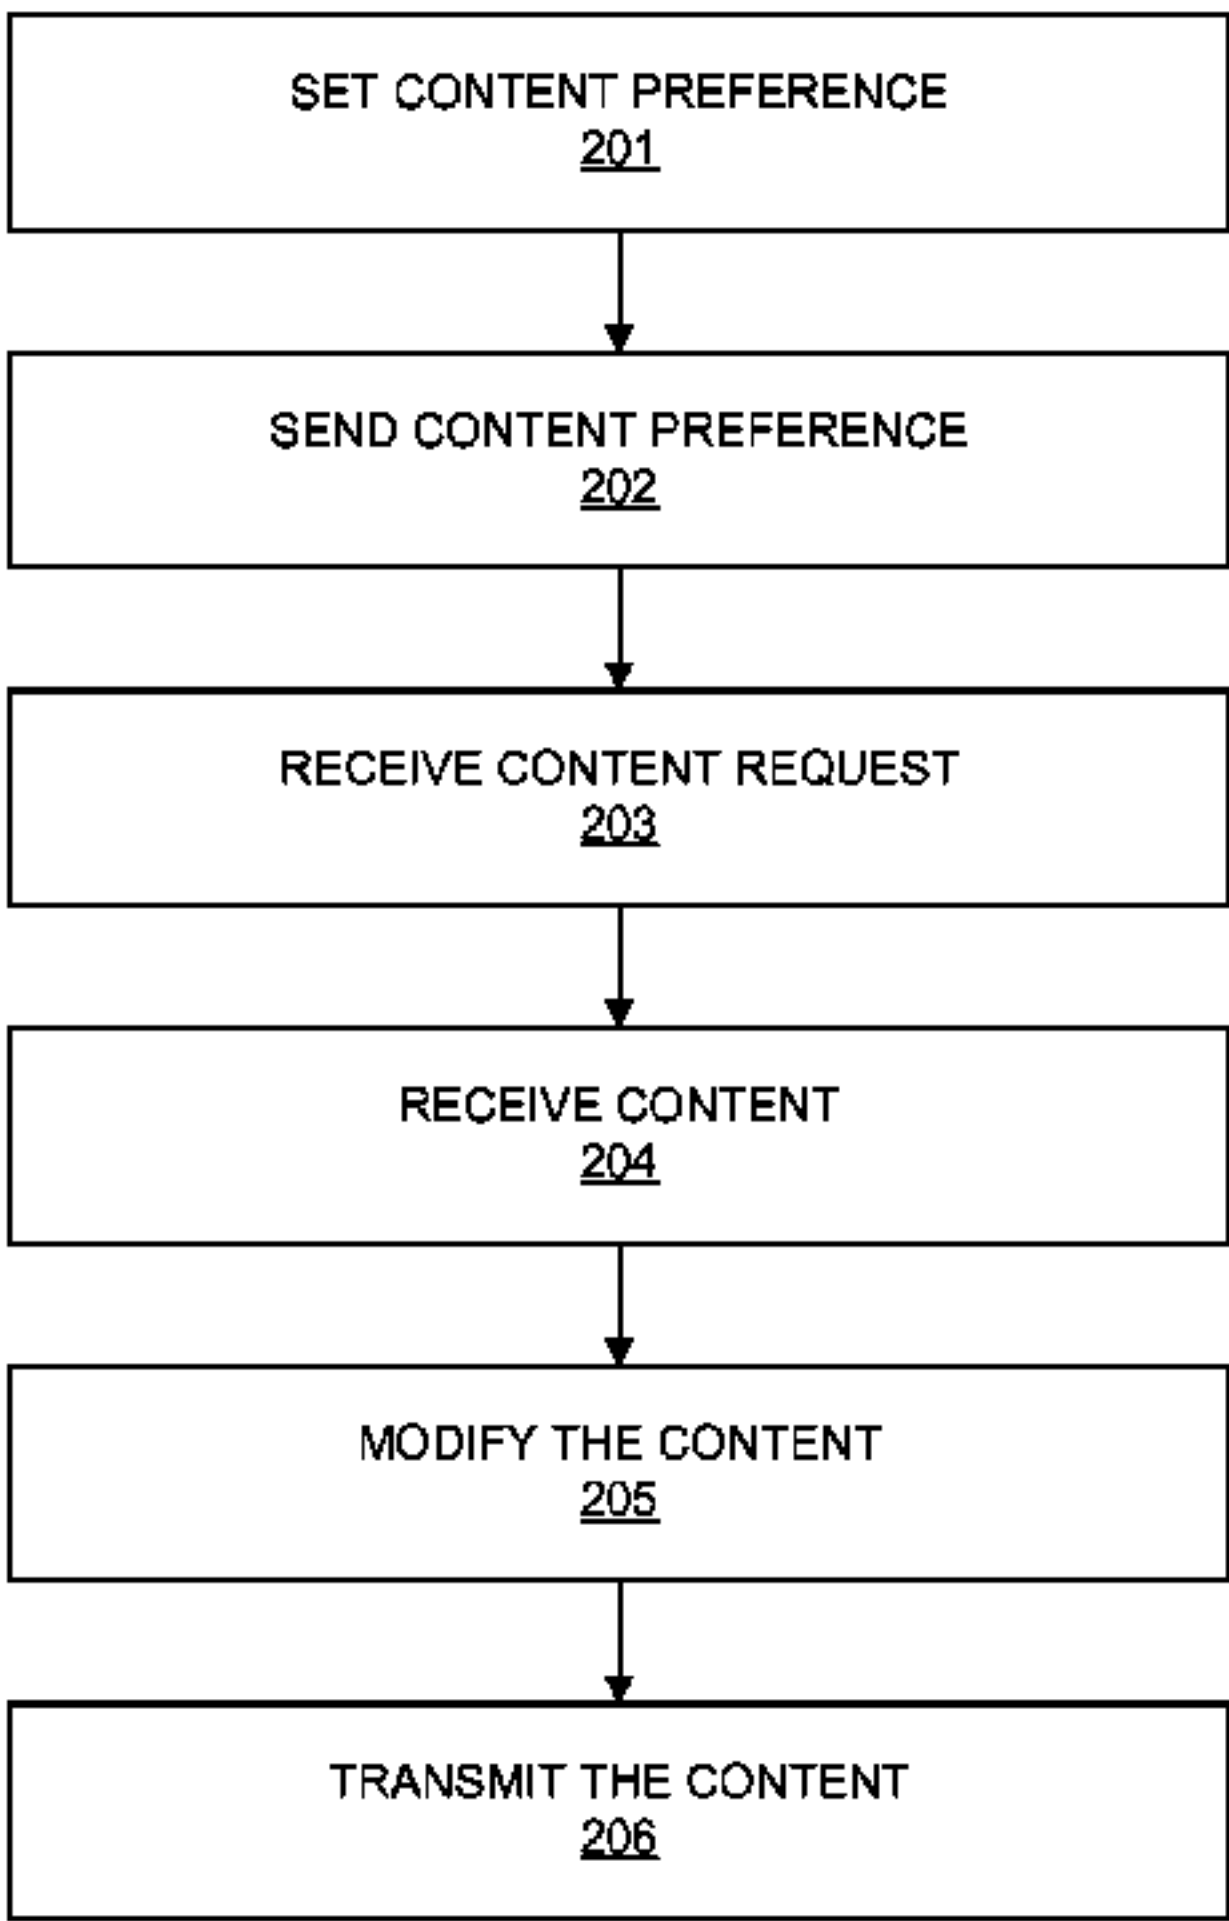 SET CONTENT PREFERENCE
201
SEND CONTENT PREFERENCE
202
RECEIVE CONTENT REQUEST
203
RECEIVE CONTENT
204
MODIFY THE CONTENT
205
TRANSMIT THE CONTENT
206